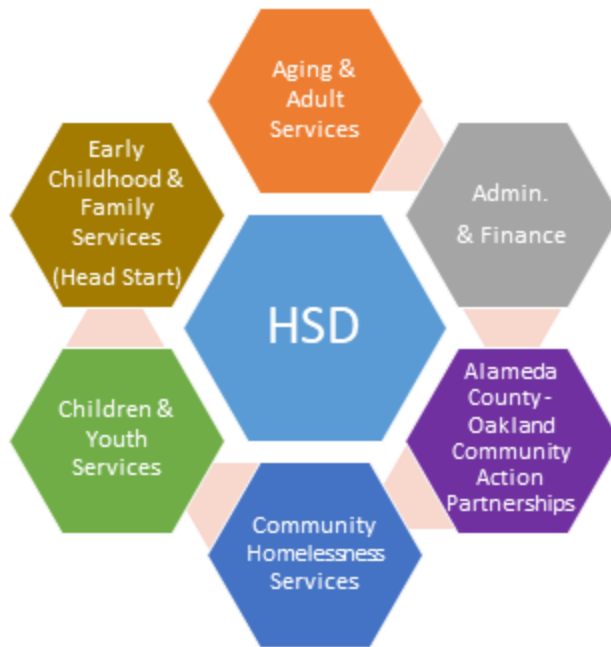 Aging &
Adult
Services
Early
Childhood &
Family
Services
(Head Start)
Admin.
& Finance
HSD
Children &
Youth
Services
Alameda
County-
Oakland
Community
Action
Partnerships
Community
Homelessness
Services